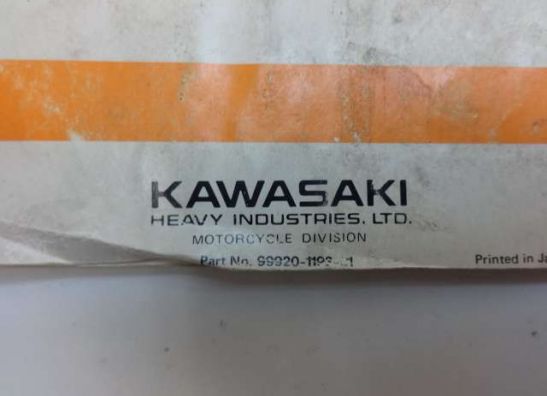 KAWASAKI
HEAVY INDUSTRIES, LTD.
MOTORCYCLE DIVISION
Part No.
Printed in